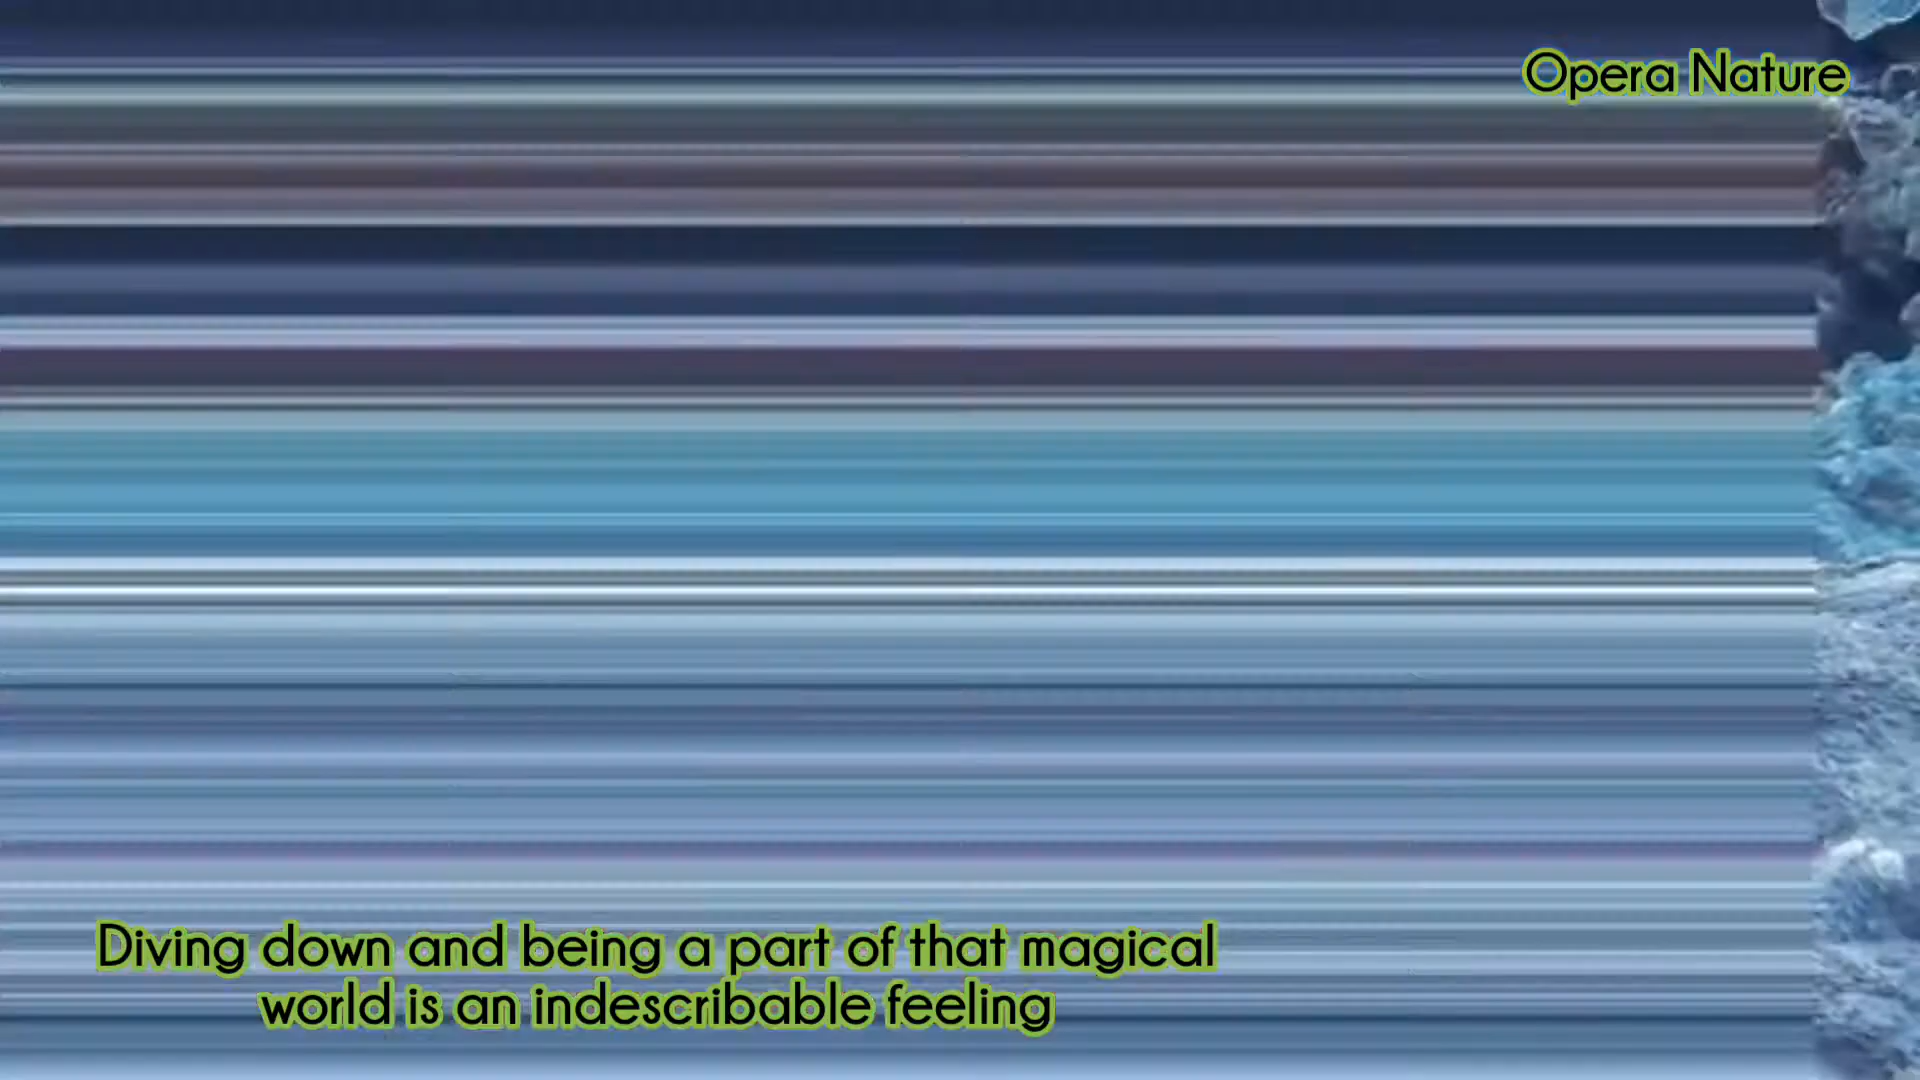 Opera Nature
Diving down and being a part of that magical
world is an indescribable feeling